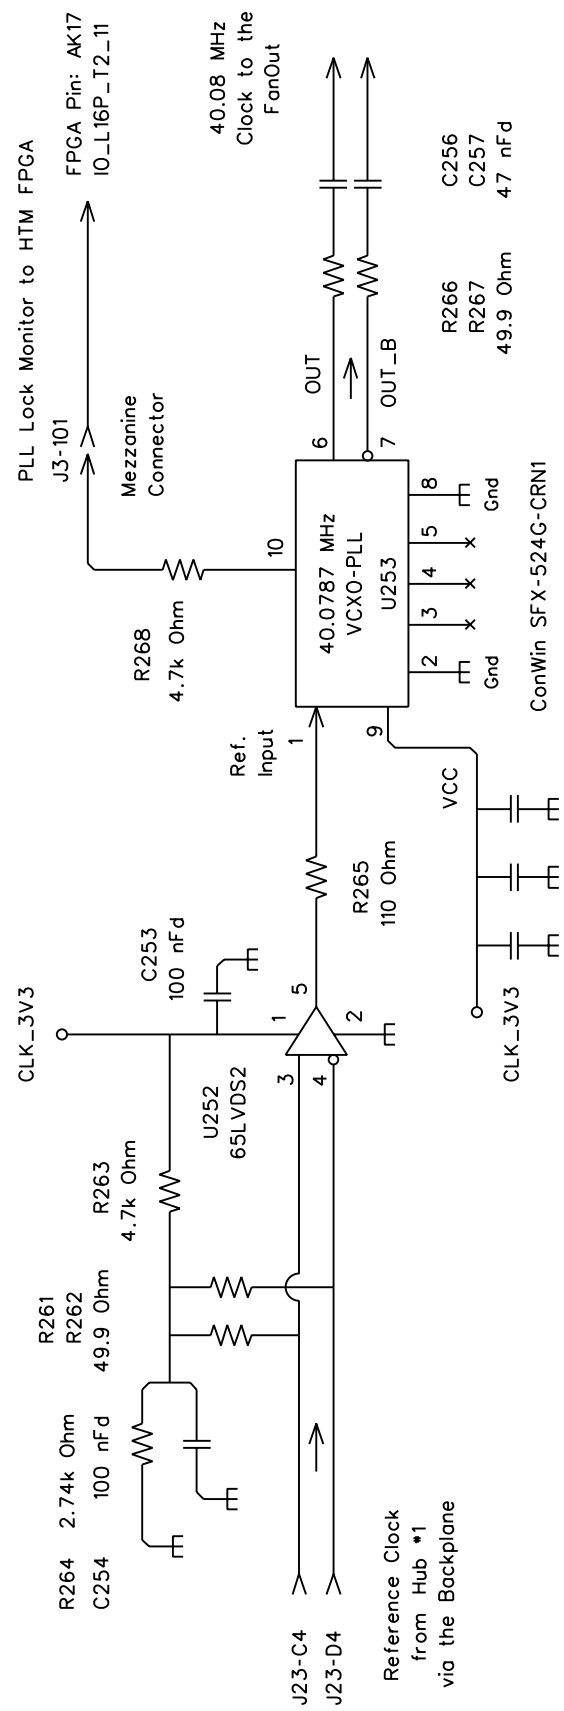 R264 2.74k Ohm
C254 100 nFd
R261
R262
49.9 Ohm
R263
4.7k Ohm
CLK_3V3
C253
100 nFd
U252
65LVDS2
1
5
3
4
2
J23-C4
J23-D4
Reference Clock
from Hub #1
via the Backplane
R265
110 Ohm
Ref.
Input
1
R268
4.7k Ohm
10
40.0787 MHz
VCXO-PLL
U253
9
2
3
4
5
8
Gnd
Gnd
ConWin SFX-524G-CRN1
VCC
CLK_3V3
PLL Lock Monitor to HTM FPGA
J3-101
Mezzanine
Connector
FPGA Pin: AK17
IO_L16P_T2_11
6
OUT
7
OUT_B
R266
R267
49.9 Ohm
C256
C257
47 nFd
40.08 MHz
Clock to the
FanOut